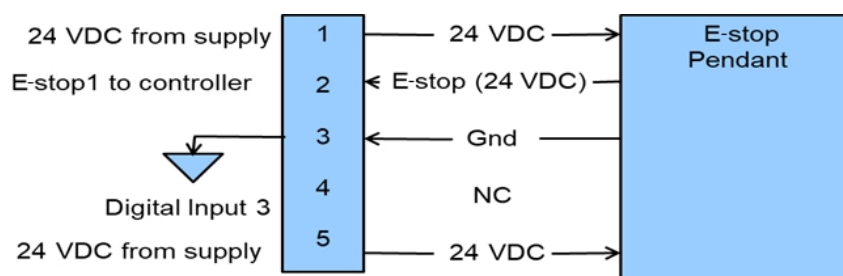 24 VDC from supply
1
24 VDC
E-stop
Pendant
E-stop1 to controller
2
E-stop (24 VDC)
3
Gnd
4
NC
Digital Input 3
24 VDC from supply
5
24 VDC